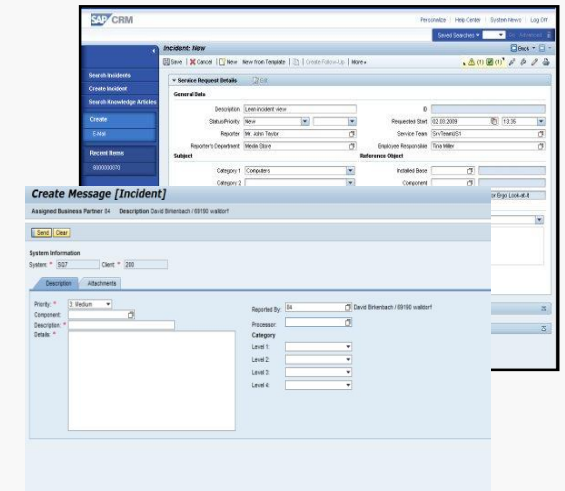 SAP CRM
Personalize | Help Center | System News | Log Off
Saved Searches Go Advanced
Incident: New
Back
Save | Cancel | New New from Template | Create Follow-Up | More
(1) (1)
Search Incidents
Create Incident
Search Knowledge Articles
Create
E-Mail
Recent Items
Service Request Details Edit
General Data
Description Lean incident view ID
Status/Priority New Requested Start 02.03.2009 13:35
Reporter Mr. John Taylor Service Team SrvTeamUS1
Reporter's Department Media Store Employee Responsible Tina Miller
Subject Reference Object
Category 1 Computers Installed Base
Category 2 Component
Create Message [Incident]
Assigned Business Partner 84 Description David Birkenbach / 69190 walldorf
Send Clear
System Information
System: * SQ7 Client: * 200
Description Attachments
Priority: * 3: Medium Reported By: 84 David Birkenbach / 69190 walldorf
Component: Processor:
Description: * Category
Details: * Level 1:
Level 2:
Level 3:
Level 4: